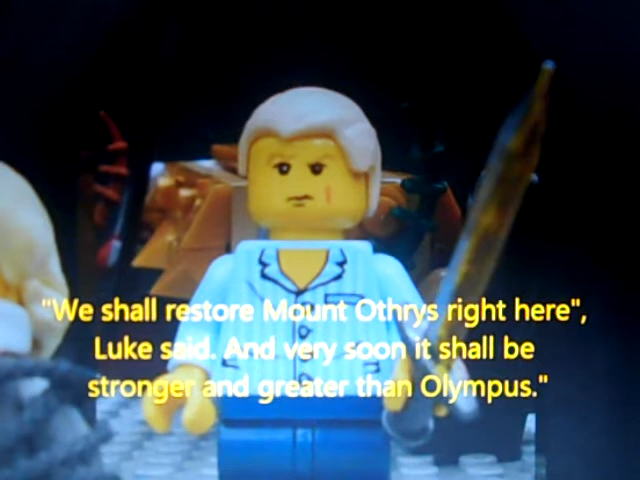 "We shall restore Mount Othrys right here",
Luke said. And very soon it shall be
stronger and greater than Olympus."